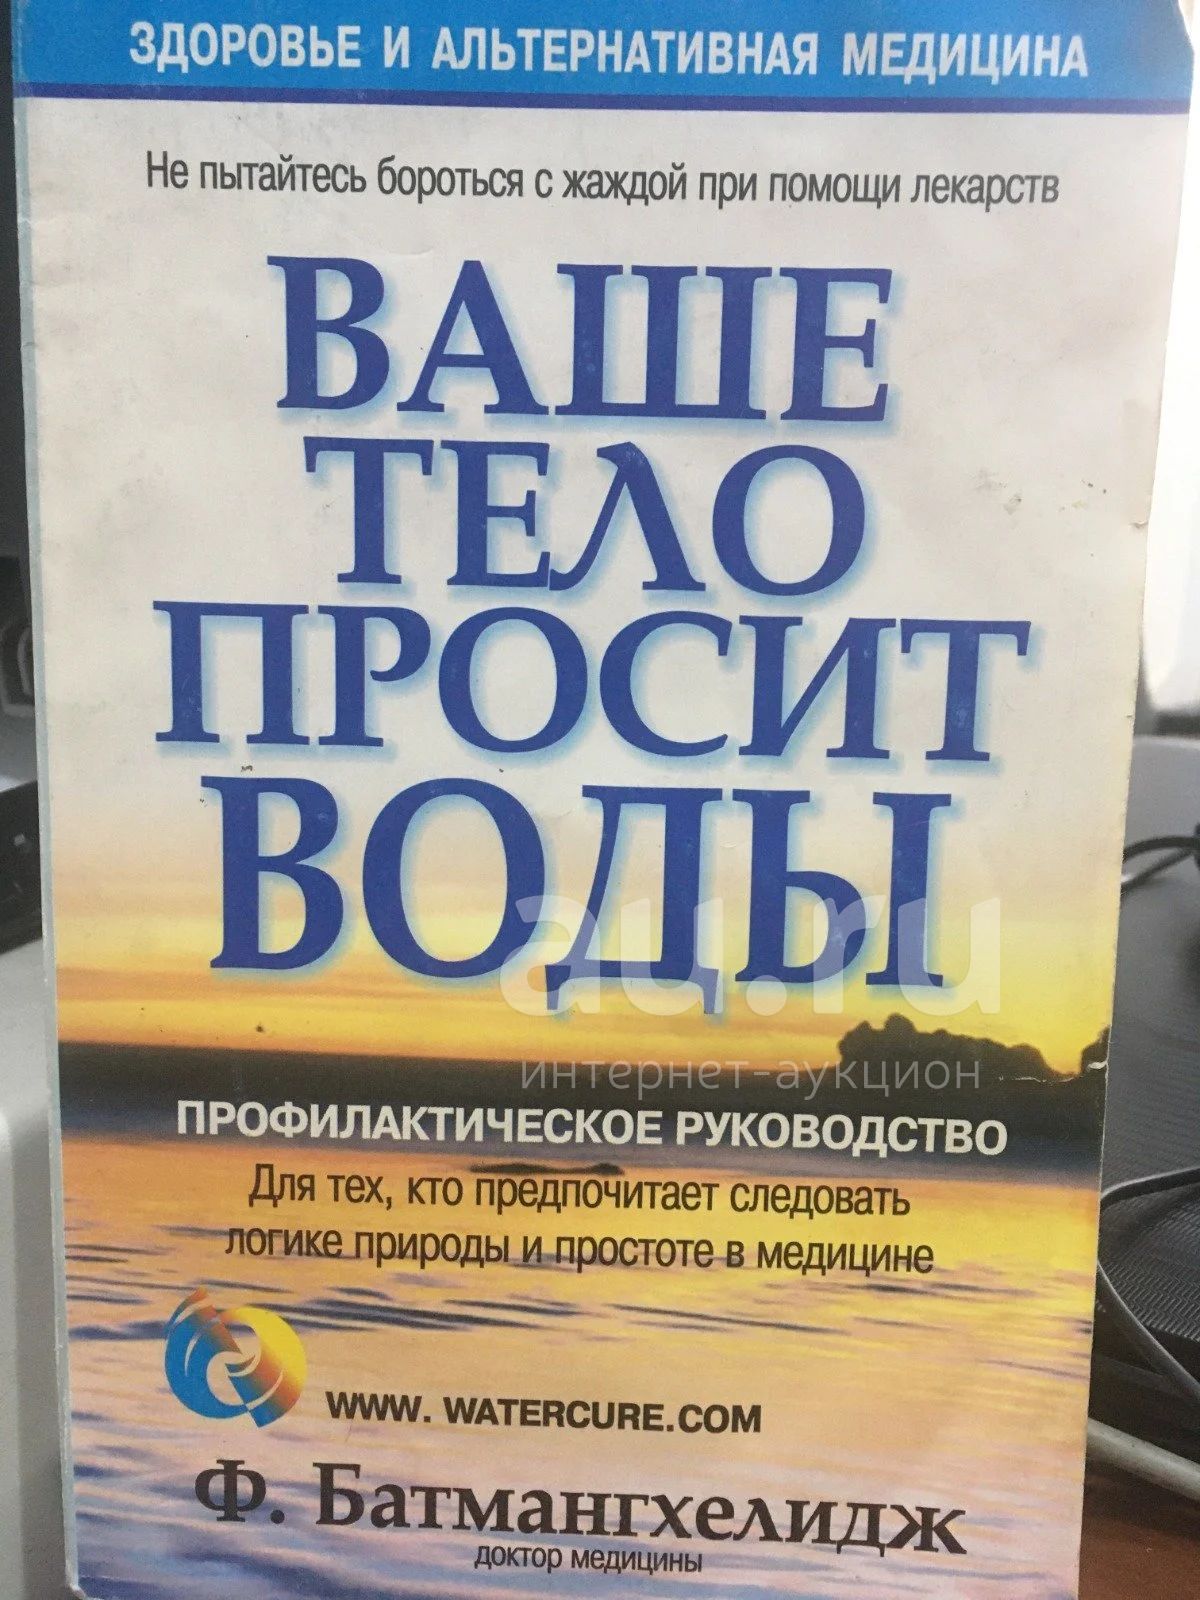 ЗДОРОВЬЕ И АЛЬТЕРНАТИВНАЯ МЕДИЦИНА
Не пытайтесь бороться с жаждой при помощи лекарств
ВАШЕ
ТЕЛО
ПРОСИТ
ВОДЫ
au.ru
интернет-аукцион
ПРОФИЛАКТИЧЕСКОЕ РУКОВОДСТВО
Для тех, кто предпочитает следовать
логике природы и простоте в медицине
WWW. WATERCURE.COM
Ф. Батмангхелидж
доктор медицины